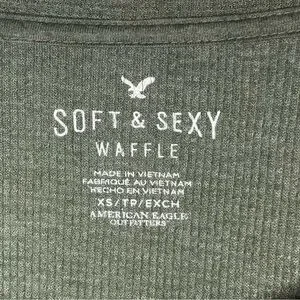 SOFT & SEXY
WAFFLE
MADE IN VIETNAM
FABRIQUÉ AU VIETNAM
HECHO EN VIETNAM
XS/TP/EXCH
AMERICAN EAGLE
OUTFITTERS